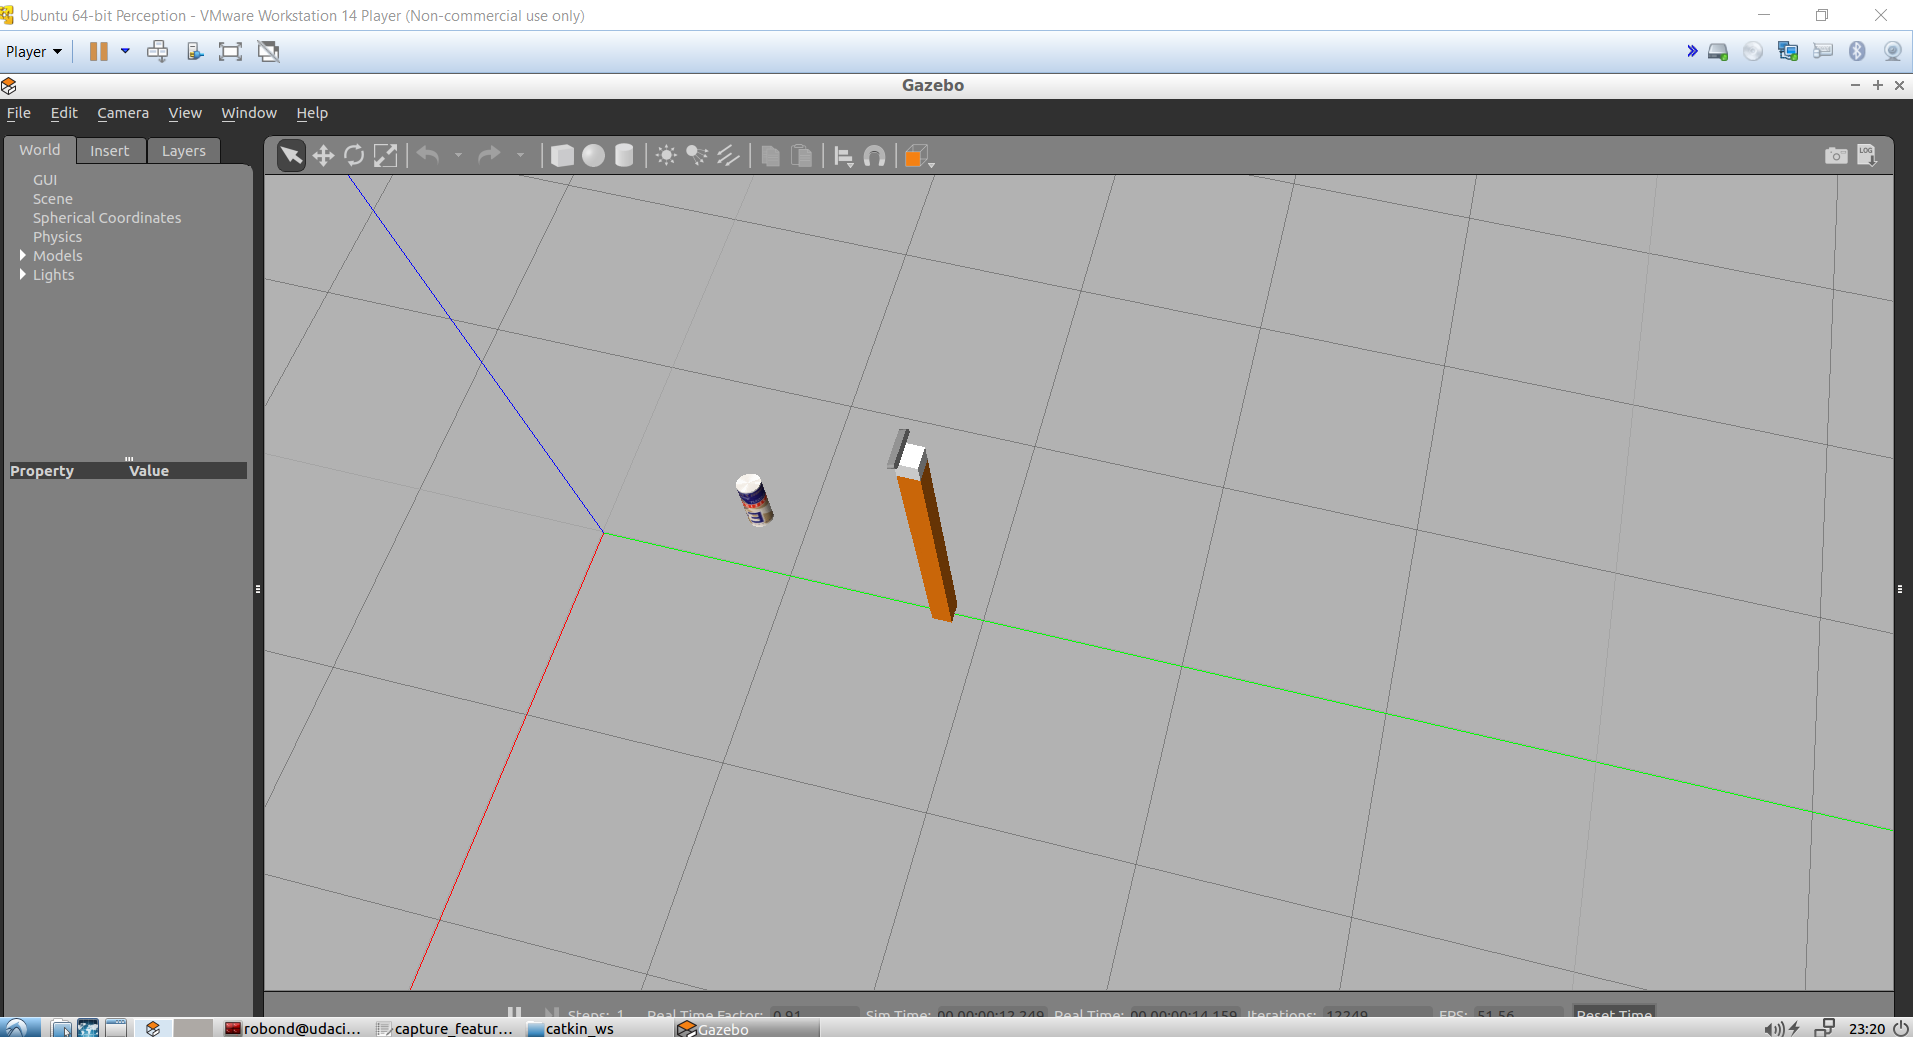 Ubuntu 64-bit Perception - VMware Workstation 14 Player (Non-commercial use only)
Player
Gazebo
File Edit Camera View Window Help
World Insert Layers
LOG
GUI
Scene
Spherical Coordinates
Physics
Models
Lights
Property Value
Steps: 1 Real Time Factor: 0.91 Sim Time: 00 00:00:12.249 Real Time: 00 00:00:14.159 Iterations: 12249 FPS: 51.56 Reset Time
robond@udaci... capture_featur... catkin_ws Gazebo 23:20